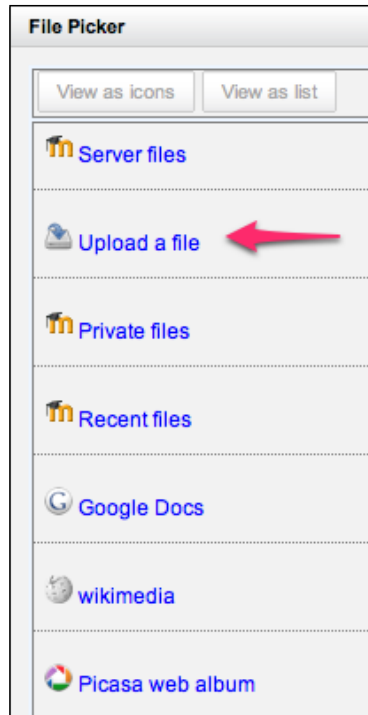 File Picker
View as icons View as list
Server files
Upload a file
Private files
Recent files
Google Docs
wikimedia
Picasa web album